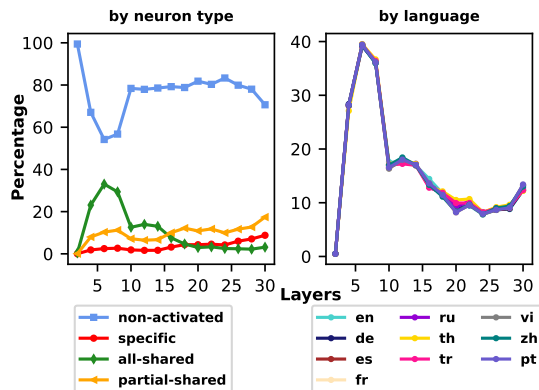 by neuron type
by language
Percentage
100
80
60
40
20
0
40
30
20
10
0
5 10 15 20 25 30
5 10 15 20 25 30
Layers
non-activated
specific
all-shared
partial-shared
en ru vi
de th zh
es tr pt
fr